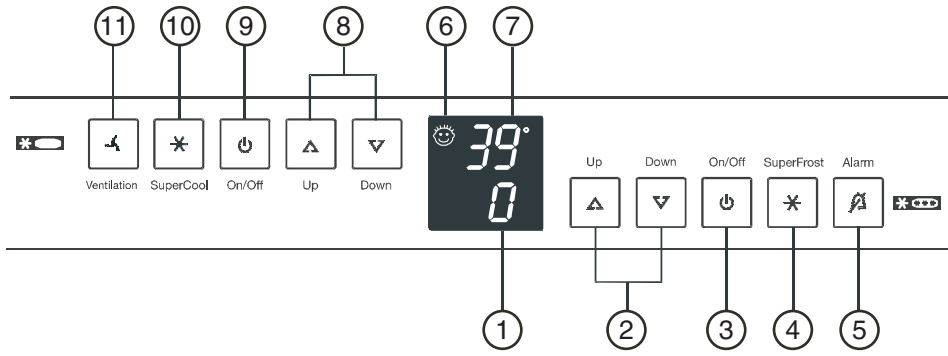 11 10 9 8 6 7
39°
0
Ventilation SuperCool On/Off Up Down
Up Down On/Off SuperFrost Alarm
1 2 3 4 5